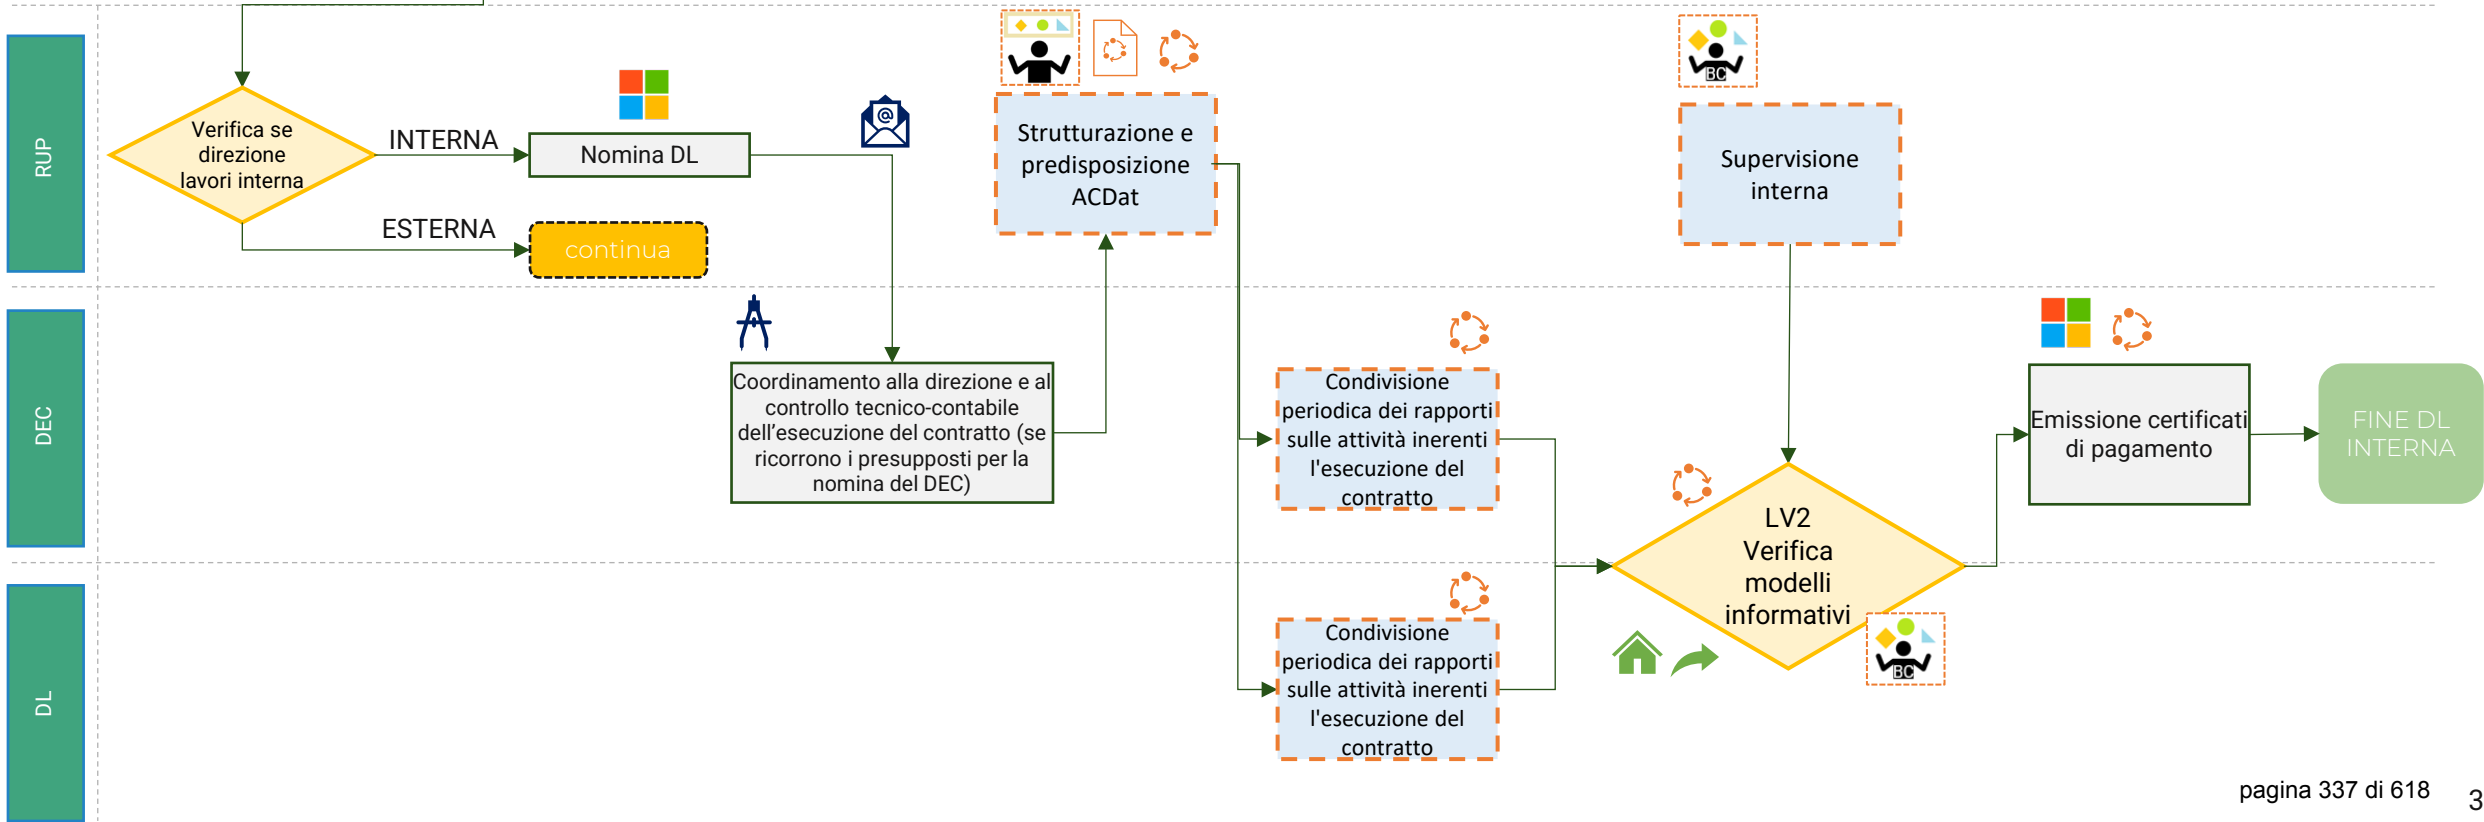 RUP
Verifica se
direzione
lavori interna
INTERNA
ESTERNA
Nomina DL
continua
@
Strutturazione e
predisposizione
ACDat
BC
Supervisione
interna
DEC
Coordinamento alla direzione e al
controllo tecnico-contabile
dell’esecuzione del contratto (se
ricorrono i presupposti per la
nomina del DEC)
Condivisione
periodica dei rapporti
sulle attività inerenti
l'esecuzione del
contratto
LV2
Verifica
modelli
informativi
BC
Emissione certificati
di pagamento
FINE DL
INTERNA
DL
Condivisione
periodica dei rapporti
sulle attività inerenti
l'esecuzione del
contratto
pagina 337 di 618
3